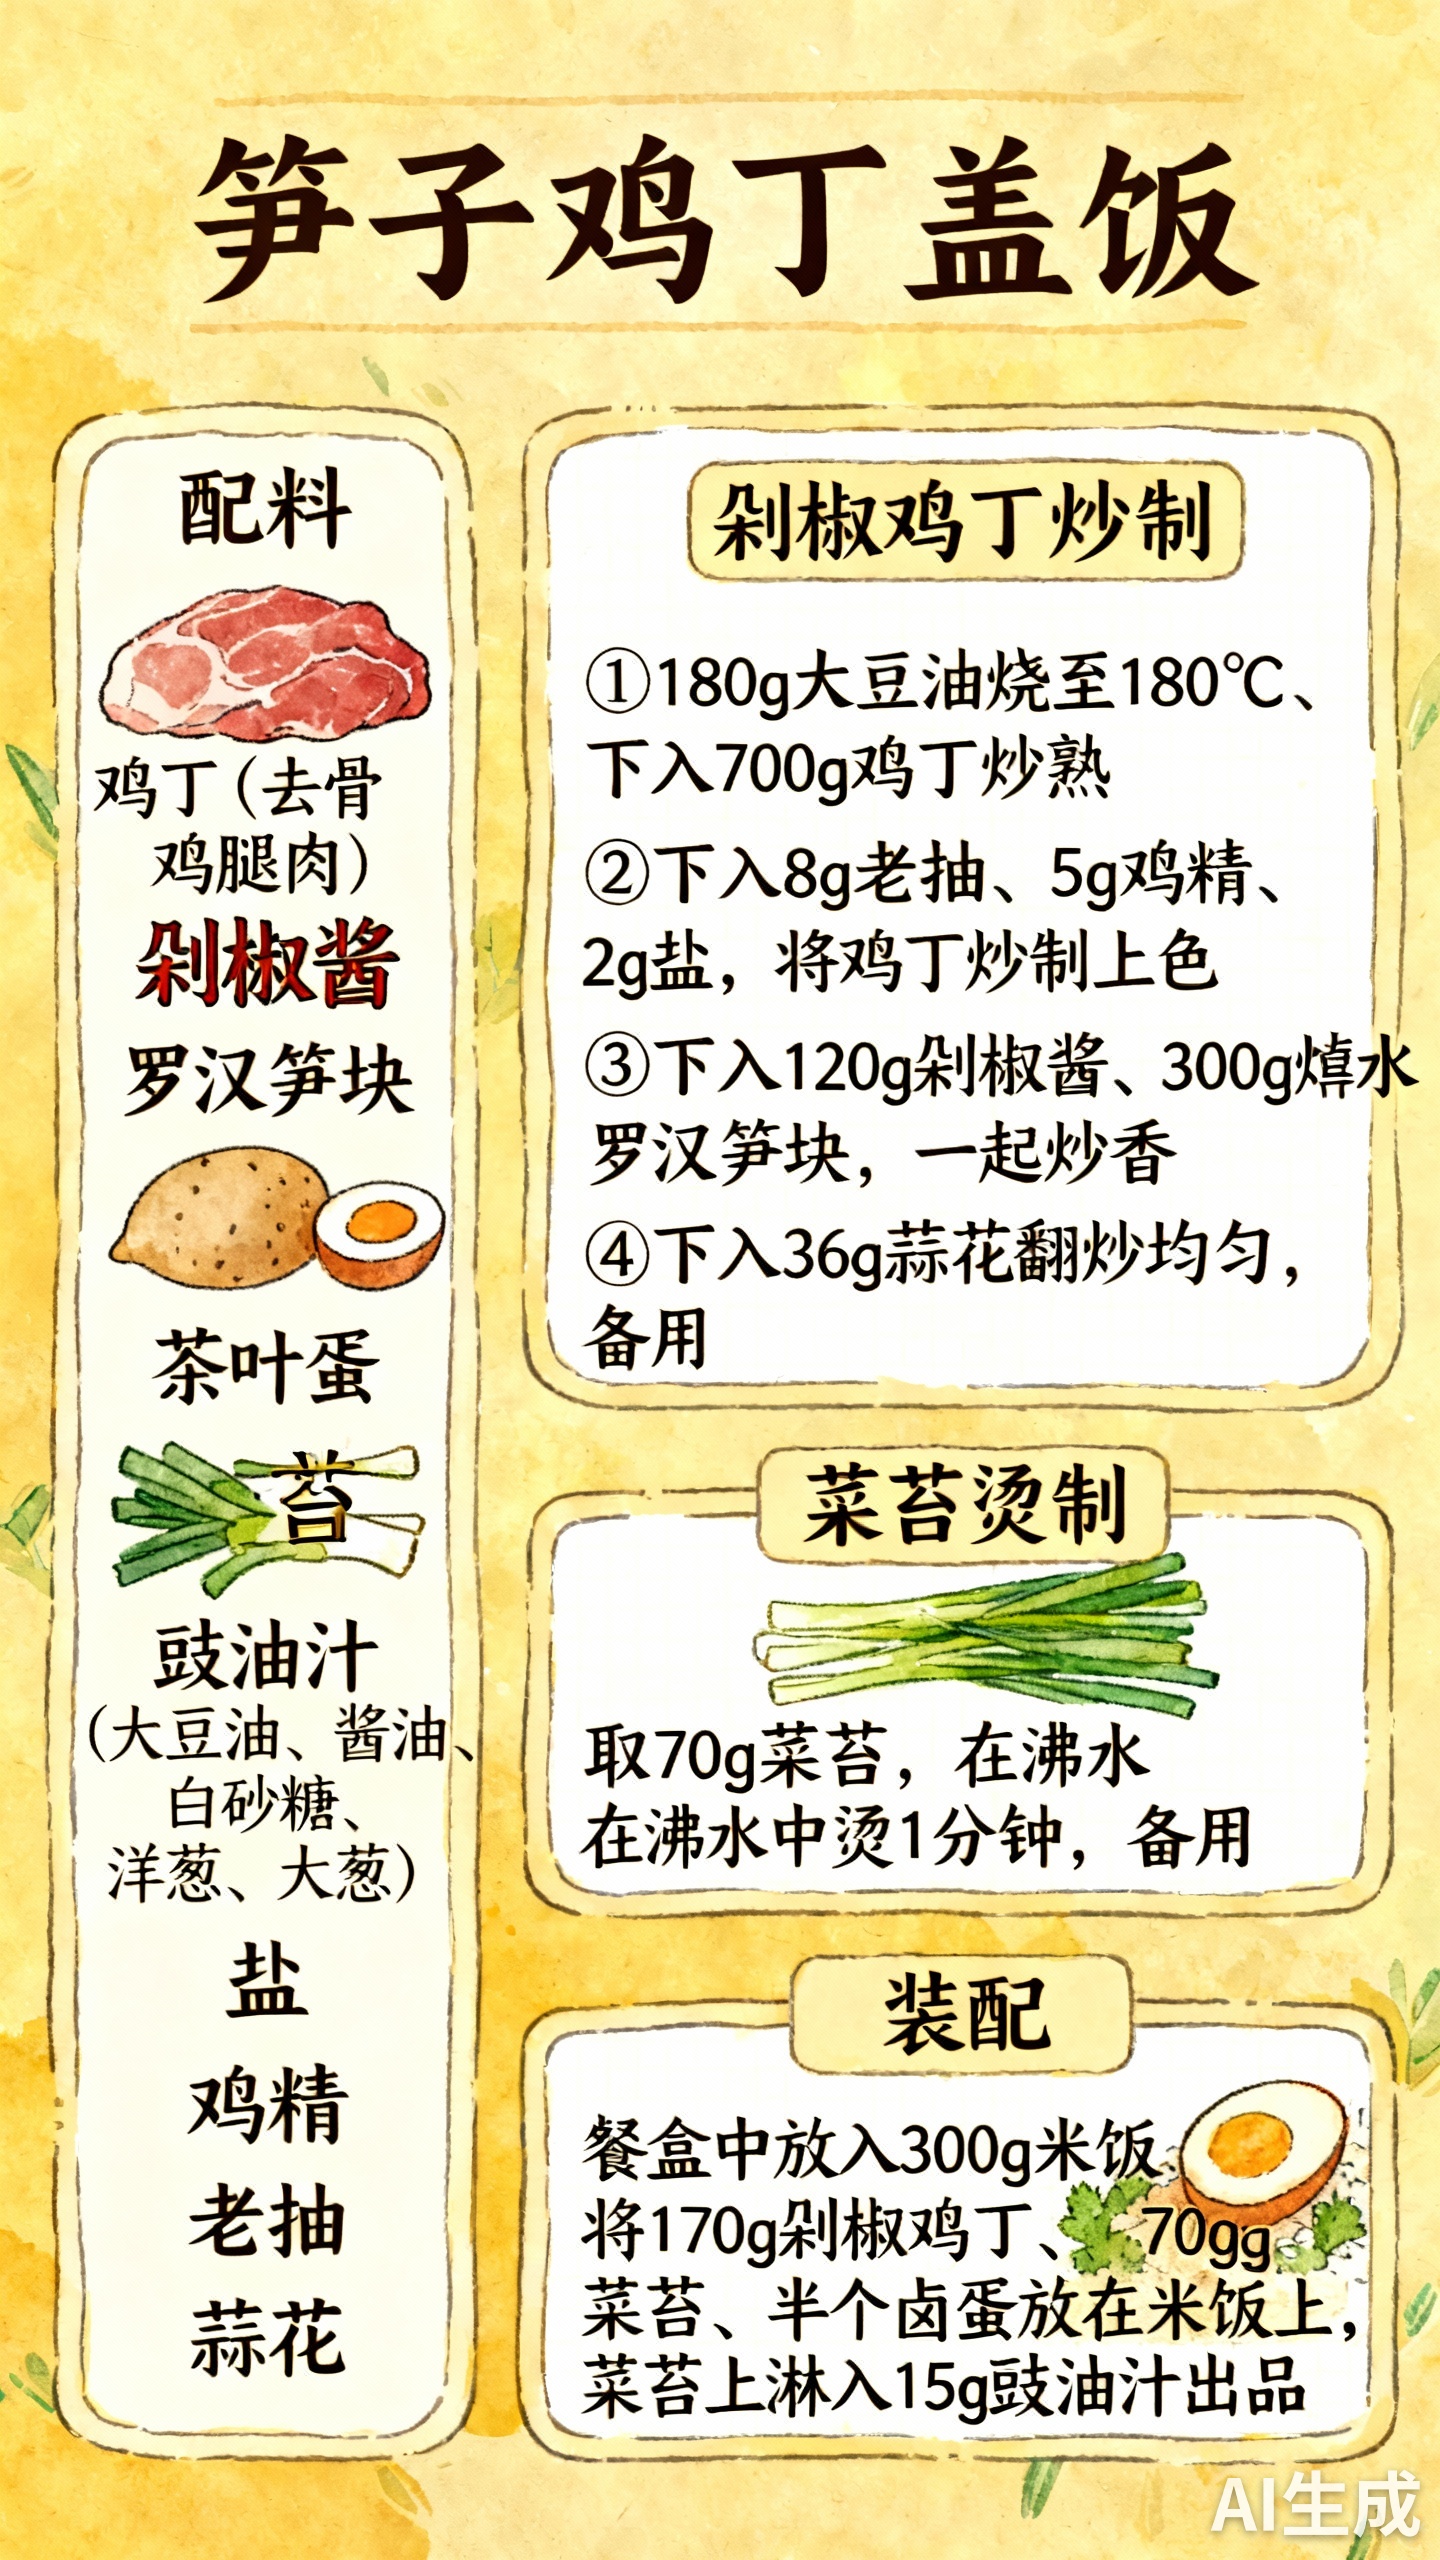 笋子鸡丁盖饭
配料
鸡丁(去骨
鸡腿肉)
剁椒酱
罗汉笋块
茶叶蛋
苔
豉油汁
(大豆油、酱油、
白砂糖、
洋葱、大葱)
盐
鸡精
老抽
蒜花
剁椒鸡丁炒制
①180g大豆油烧至180℃、
下入700g鸡丁炒熟
②下入8g老抽、5g鸡精、
2g盐，将鸡丁炒制上色
③下入120g剁椒酱、300g燀水
罗汉笋块，一起炒香
④下入36g蒜花翻炒均匀，
备用
菜苔烫制
取70g菜苔，在沸水
在沸水中烫1分钟，备用
装配
餐盒中放入300g米饭
将170g剁椒鸡丁、70gg
菜苔、半个卤蛋放在米饭上，
菜苔上淋入15g豉油汁出品
AI生成